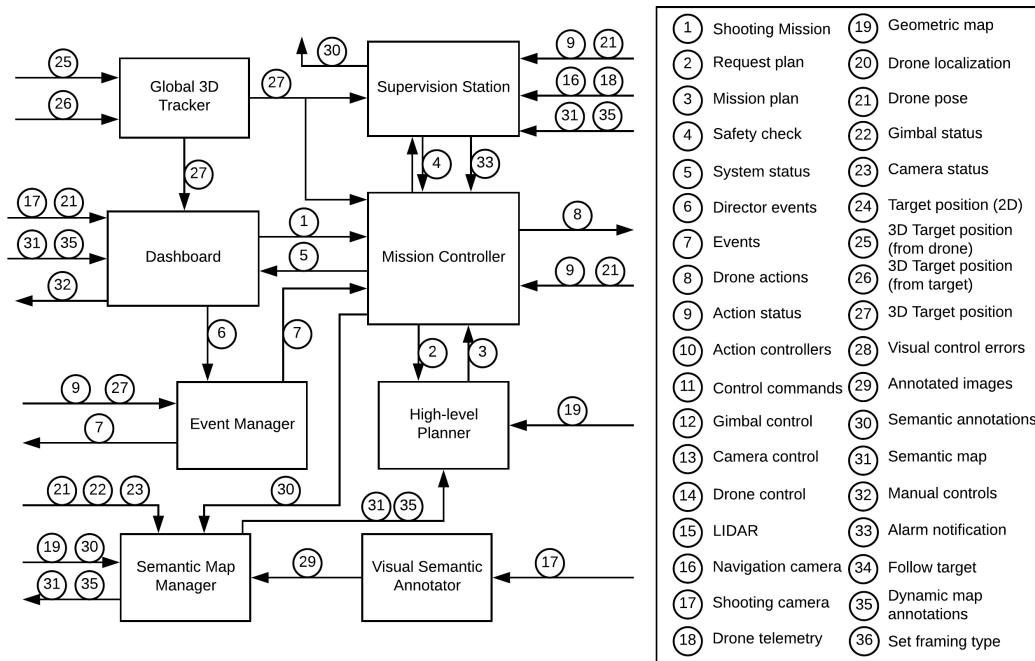 30
9 21
25
Global 3D
Tracker
27
Supervision Station
16 18
26
31 35
4
33
27
17 21
1
8
31 35
Dashboard
5
Mission Controller
9 21
32
6
7
2
3
9 27
Event Manager
High-level
Planner
19
7
21 22 23
30
31 35
19 30
Semantic Map
Manager
29
Visual Semantic
Annotator
17
31 35
1 Shooting Mission
2 Request plan
3 Mission plan
4 Safety check
5 System status
6 Director events
7 Events
8 Drone actions
9 Action status
10 Action controllers
11 Control commands
12 Gimbal control
13 Camera control
14 Drone control
15 LIDAR
16 Navigation camera
17 Shooting camera
18 Drone telemetry
19 Geometric map
20 Drone localization
21 Drone pose
22 Gimbal status
23 Camera status
24 Target position (2D)
25 3D Target position
(from drone)
26 3D Target position
(from target)
27 3D Target position
28 Visual control errors
29 Annotated images
30 Semantic annotations
31 Semantic map
32 Manual controls
33 Alarm notification
34 Follow target
35 Dynamic map
annotations
36 Set framing type